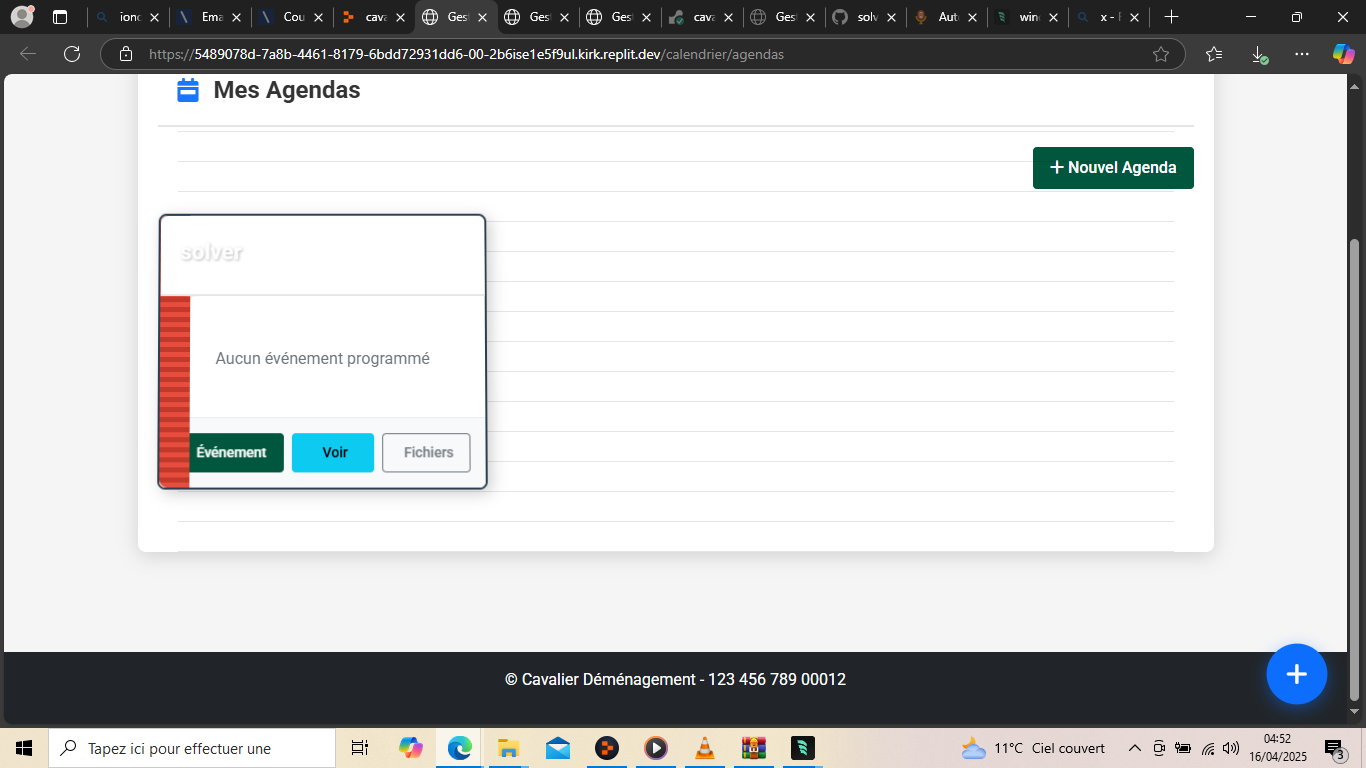 ionc
Ema
Cou
cava
Gest
Gest
Gest
cava
Gest
solv
Auto
wind
x - F
https://5489078d-7a8b-4461-8179-6bdd72931dd6-00-2b6ise1e5f9ul.kirk.replit.dev/calendrier/agendas
Mes Agendas
+ Nouvel Agenda
solver
Aucun événement programmé
Événement Voir Fichiers
© Cavalier Déménagement - 123 456 789 00012
+
Tapez ici pour effectuer une
11°C Ciel couvert
04:52
16/04/2025
3